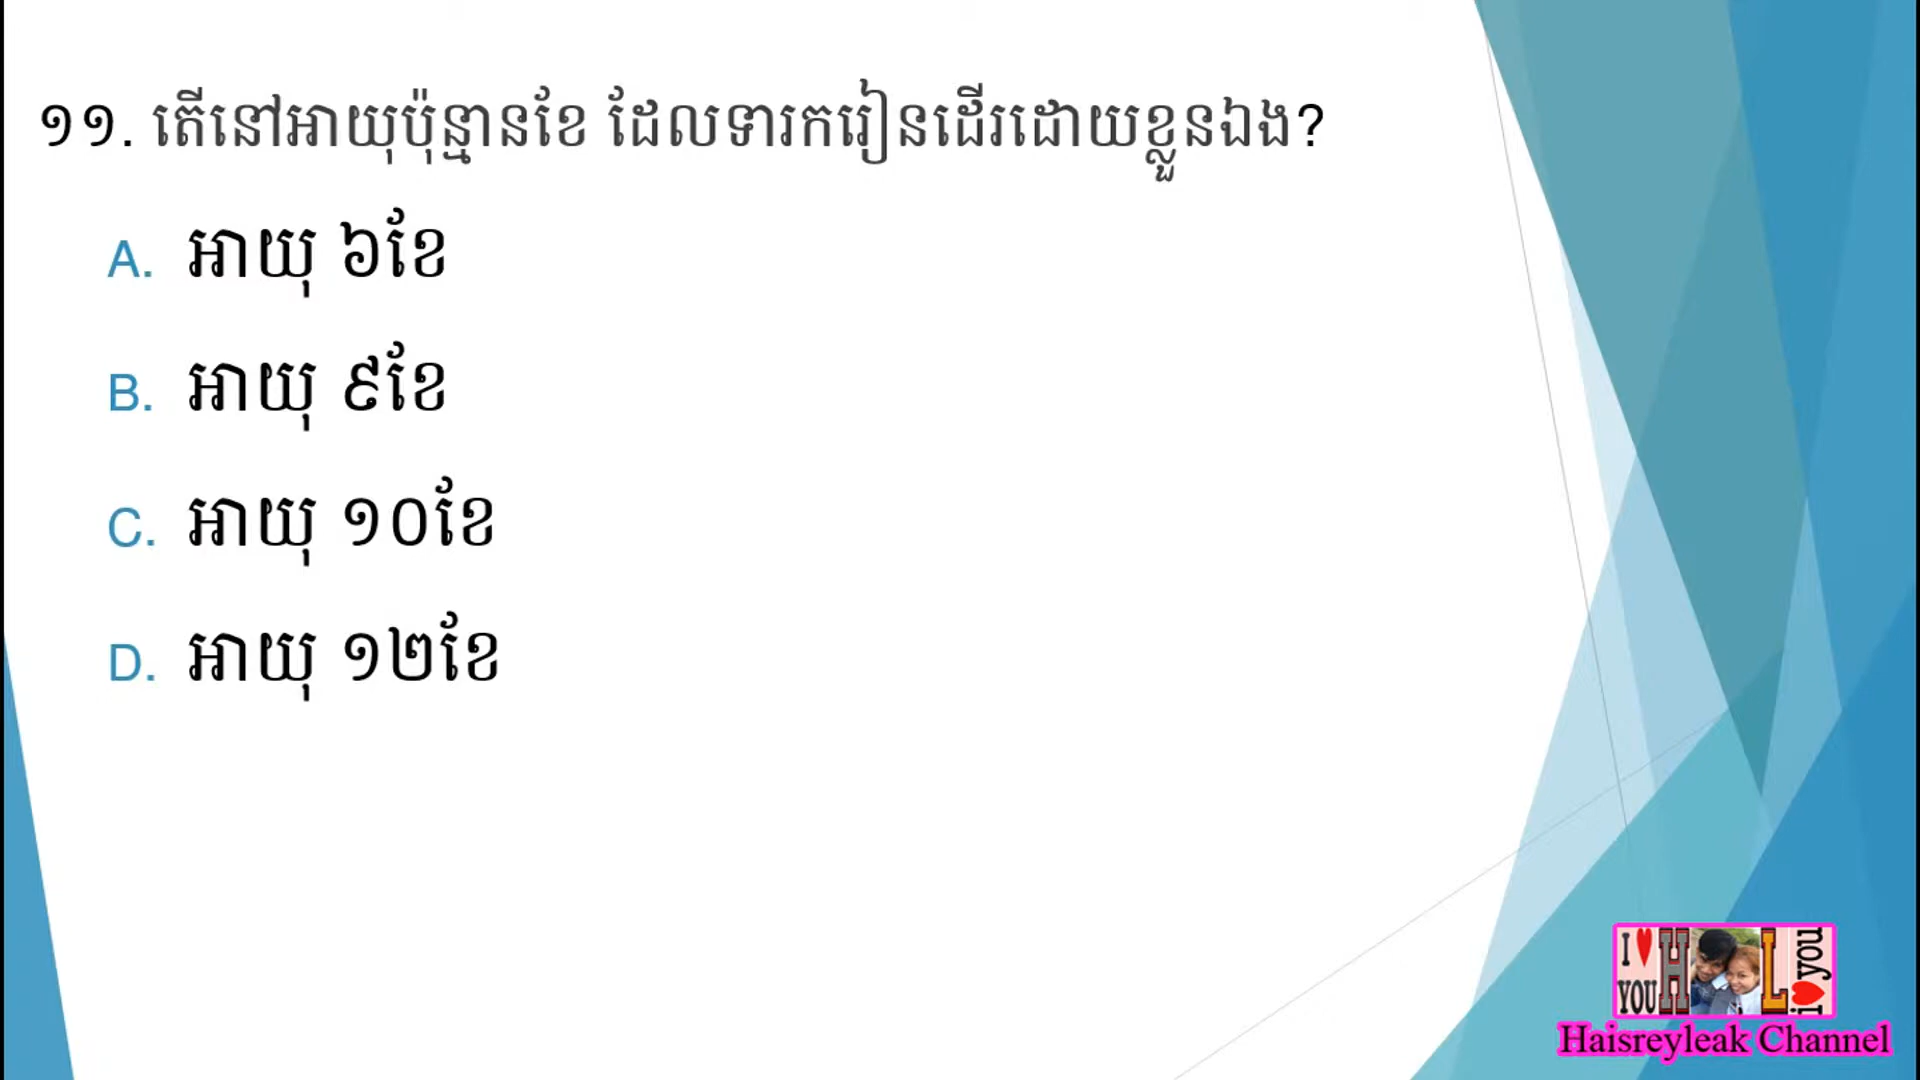 ១១. តើនៅអាយុប៉ុន្មានខែ ដែលទារករៀនដើរដោយខ្លួនឯង?
A. អាយុ ៦ខែ
B. អាយុ ៩ខែ
C. អាយុ ១០ខែ
D. អាយុ ១២ខែ
I ♥ YOU H L i ♥ you
Haisreyleak Channel